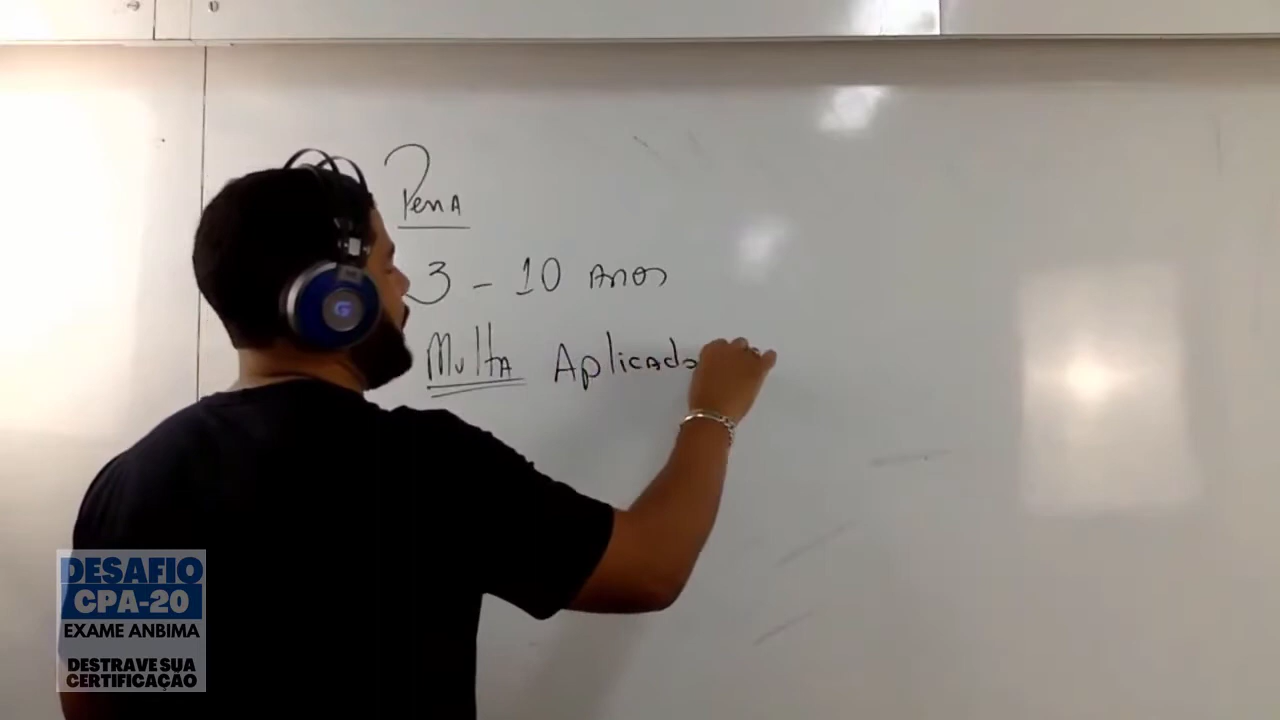 Pena
3 - 10 Anos
Multa Aplicada
DESAFIO
CPA-20
EXAME ANBIMA
DESTRAVE SUA
CERTIFICAÇÃO